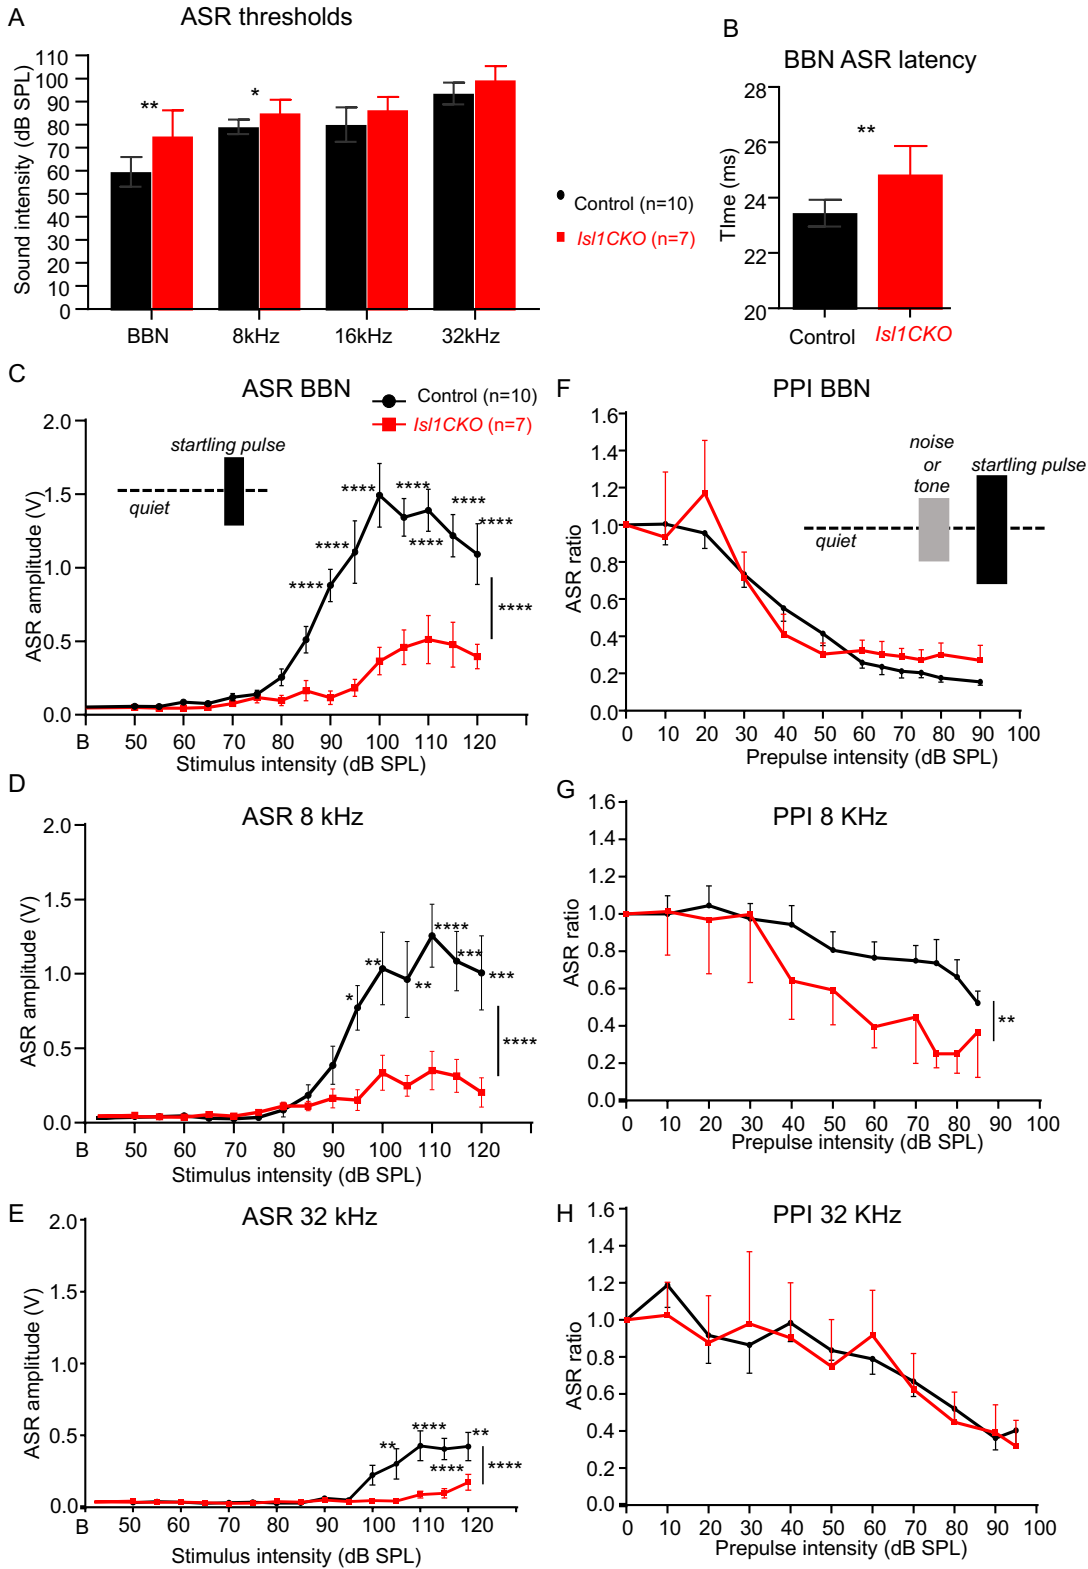 A
ASR thresholds
Sound intensity (dB SPL)
110
100
90
80
70
60
50
40
30
20
10
0
**
*
BBN
8kHz
16kHz
32kHz
Control (n=10)
Isl1CKO (n=7)
B
BBN ASR latency
TIme (ms)
28
26
24
22
20
**
Control
Isl1CKO
C
ASR BBN
Control (n=10)
Isl1CKO (n=7)
startling pulse
quiet
ASR amplitude (V)
2.0
1.5
1.0
0.5
0.0
****
****
****
****
****
****
****
****
B 50 60 70 80 90 100 110 120
Stimulus intensity (dB SPL)
F
PPI BBN
noise
or
tone
startling pulse
quiet
ASR ratio
1.6
1.4
1.2
1.0
0.8
0.6
0.4
0.2
0.0
0 10 20 30 40 50 60 70 80 90 100
Prepulse intensity (dB SPL)
D
ASR 8 kHz
ASR amplitude (V)
2.0
1.5
1.0
0.5
0.0
*
**
**
****
***
***
****
B 50 60 70 80 90 100 110 120
Stimulus intensity (dB SPL)
G
PPI 8 KHz
ASR ratio
1.6
1.4
1.2
1.0
0.8
0.6
0.4
0.2
0.0
**
0 10 20 30 40 50 60 70 80 90 100
Prepulse intensity (dB SPL)
E
ASR 32 kHz
ASR amplitude (V)
2.0
1.5
1.0
0.5
0.0
**
****
****
**
****
B 50 60 70 80 90 100 110 120
Stimulus intensity (dB SPL)
H
PPI 32 KHz
ASR ratio
1.6
1.4
1.2
1.0
0.8
0.6
0.4
0.2
0.0
0 10 20 30 40 50 60 70 80 90 100
Prepulse intensity (dB SPL)